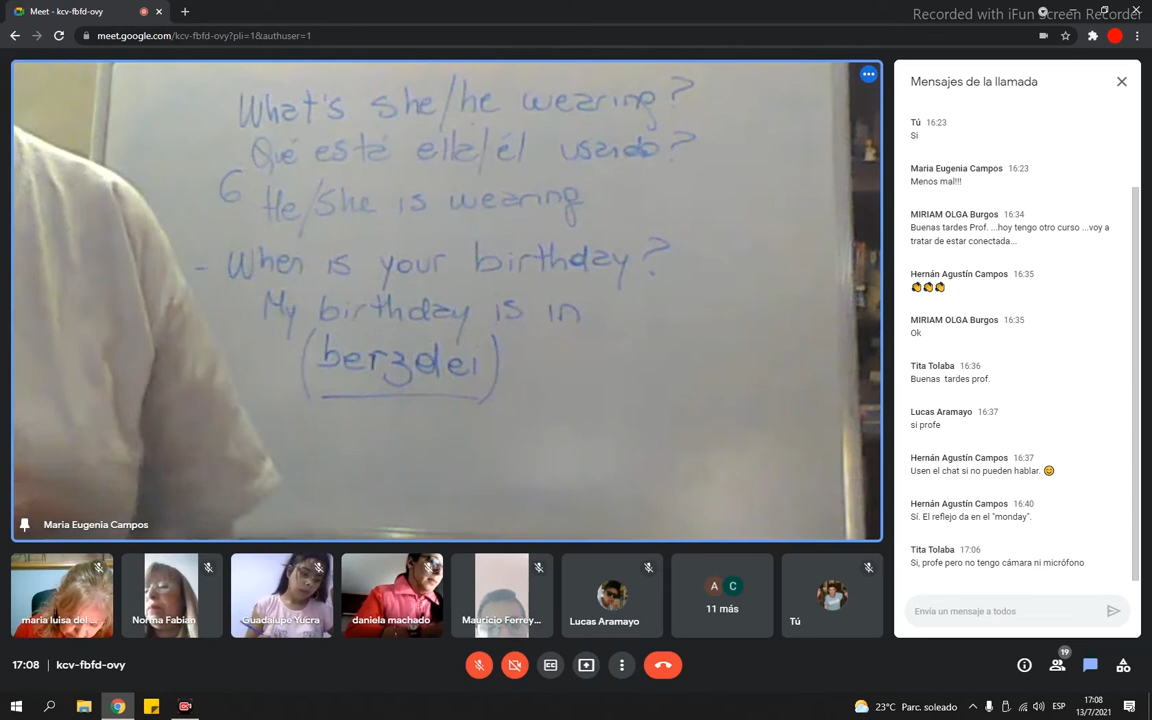 Meet - kcv-fbfd-ovy
Recorded with iFun Screen Recorder
meet.google.com/kcv-fbfd-ovy?pli=1&authuser=1
What's she/he wearing?
Qué está ella/él usando?
6 He/She is wearing
- When is your birthday?
My birthday is in
(berzdei)
Maria Eugenia Campos
maria luisa del ...
Norma Fabian
Guadalupe Yucra
daniela machado
Mauricio Ferrey...
Lucas Aramayo
A C
11 más
Tú
Mensajes de la llamada
Tú 16:23
Si
Maria Eugenia Campos 16:23
Menos mal!!!
MIRIAM OLGA Burgos 16:34
Buenas tardes Prof. ...hoy tengo otro curso ...voy a
tratar de estar conectada...
Hernán Agustín Campos 16:35
MIRIAM OLGA Burgos 16:35
Ok
Tita Tolaba 16:36
Buenas tardes prof.
Lucas Aramayo 16:37
si profe
Hernán Agustín Campos 16:37
Usen el chat si no pueden hablar.
Hernán Agustín Campos 16:40
Sí. El reflejo da en el "monday".
Tita Tolaba 17:06
Si, profe pero no tengo cámara ni micrófono
Envía un mensaje a todos
17:08 kcv-fbfd-ovy
19
23°C Parc. soleado
ESP
17:08
13/7/2021